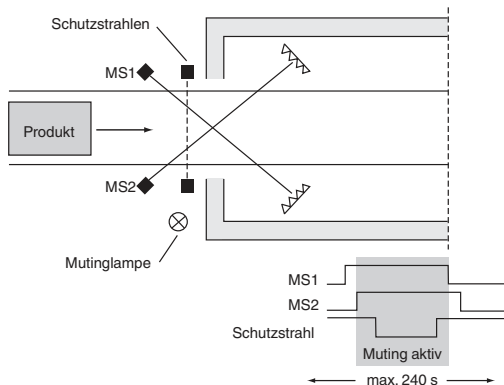 Schutzstrahlen
MS1
Produkt
MS2
Mutinglampe
MS1
MS2
Schutzstrahl
Muting aktiv
max. 240 s